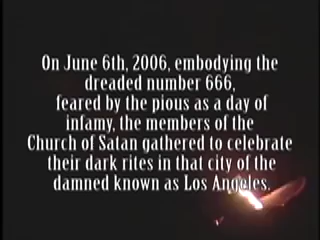 On June 6th, 2006, embodying the
dreaded number 666,
feared by the pious as a day of
infamy, the members of the
Church of Satan gathered to celebrate
their dark rites in that city of the
damned known as Los Angeles.